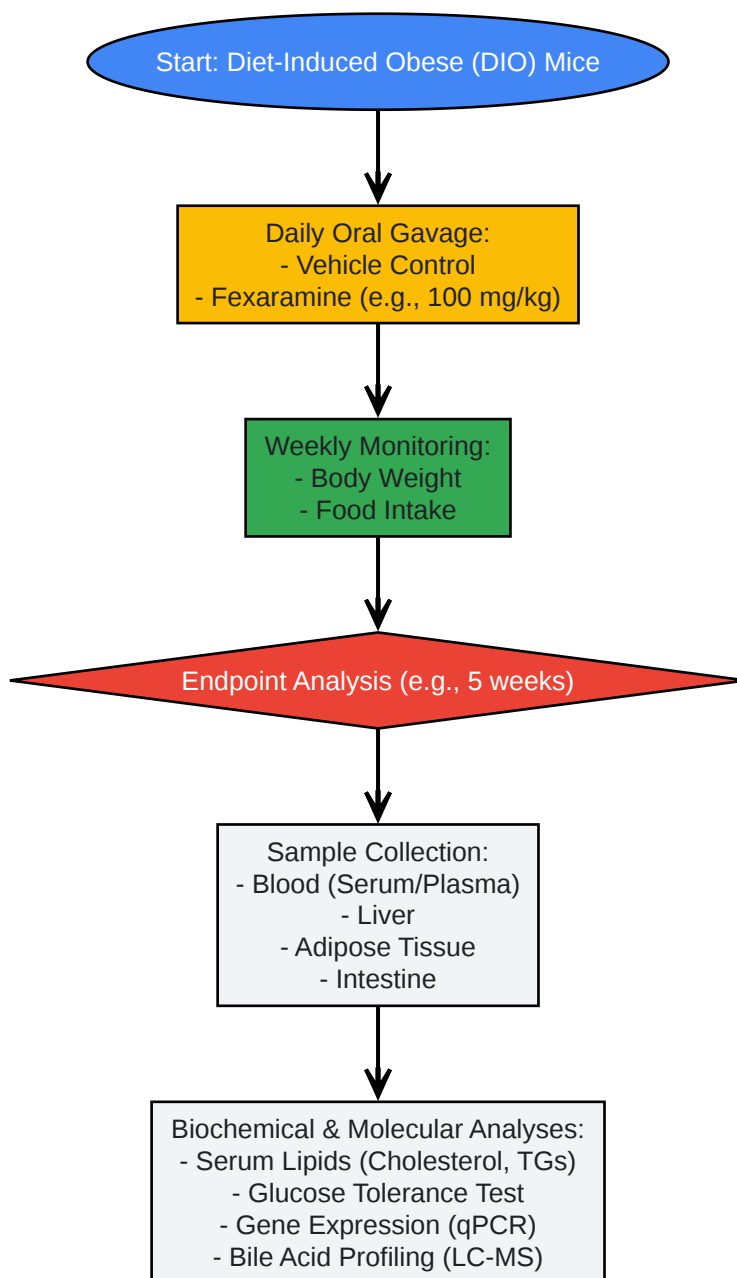 Start: Diet-Induced Obese (DIO) Mice
Daily Oral Gavage:
- Vehicle Control
- Fexaramine (e.g., 100 mg/kg)
Weekly Monitoring:
- Body Weight
- Food Intake
Endpoint Analysis (e.g., 5 weeks)
Sample Collection:
- Blood (Serum/Plasma)
- Liver
- Adipose Tissue
- Intestine
Biochemical & Molecular Analyses:
- Serum Lipids (Cholesterol, TGs)
- Glucose Tolerance Test
- Gene Expression (qPCR)
- Bile Acid Profiling (LC-MS)